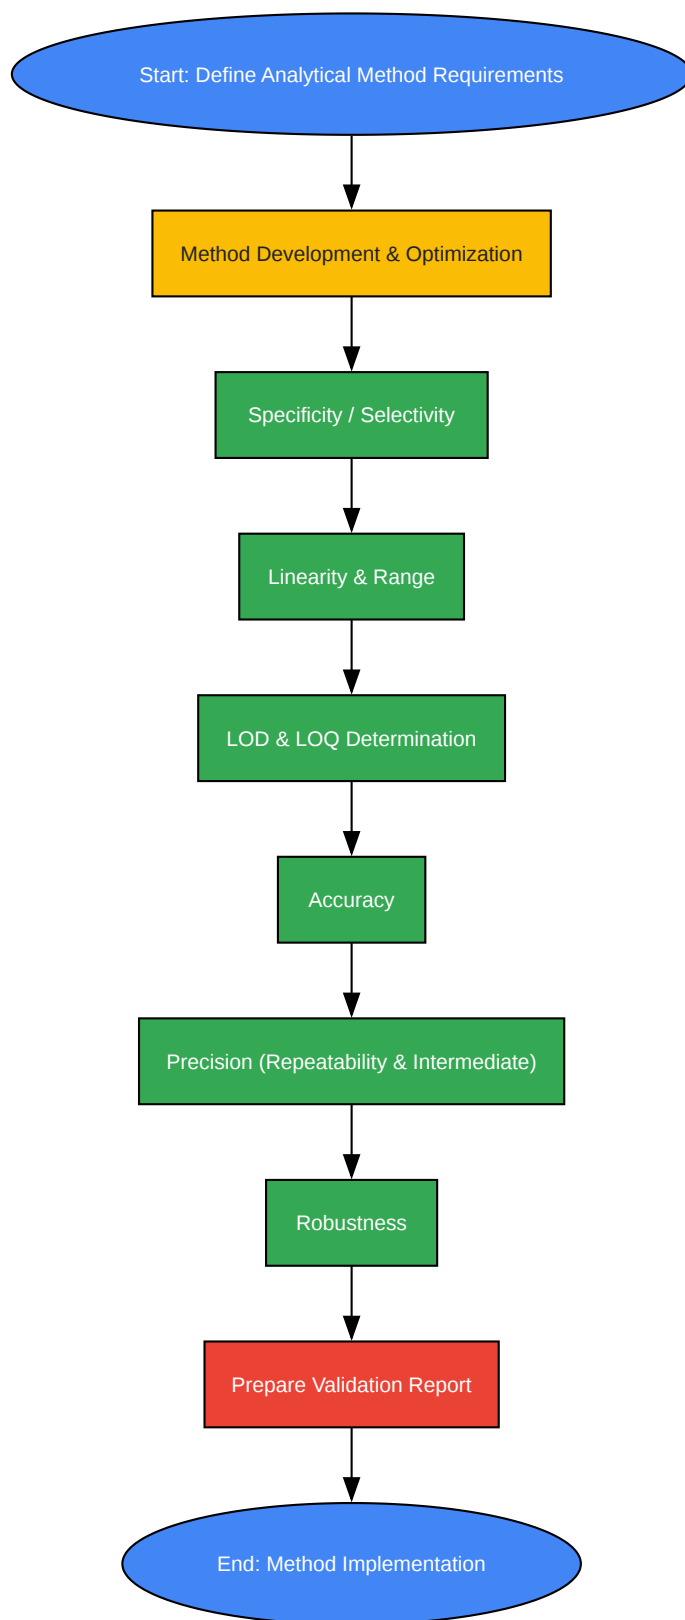 Start: Define Analytical Method Requirements
Method Development & Optimization
Specificity / Selectivity
Linearity & Range
LOD & LOQ Determination
Accuracy
Precision (Repeatability & Intermediate)
Robustness
Prepare Validation Report
End: Method Implementation